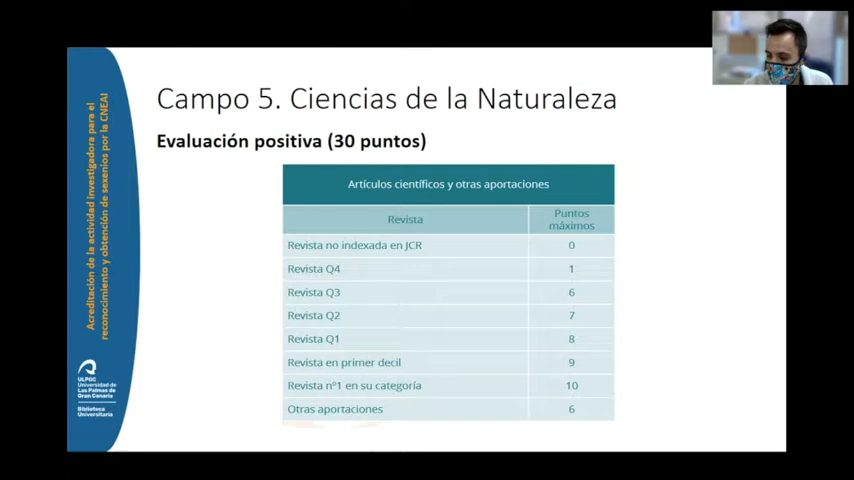 Campo 5. Ciencias de la Naturaleza
Evaluación positiva (30 puntos)
Artículos científicos y otras aportaciones
Revista
Puntos
máximos
Revista no indexada en JCR 0
Revista Q4 1
Revista Q3 6
Revista Q2 7
Revista Q1 8
Revista en primer decil 9
Revista nº1 en su categoría 10
Otras aportaciones 6
Acreditación de la actividad investigadora para el
reconocimiento y obtención de sexenios por la CNEAI
ULPGC
Universidad de
Las Palmas de
Gran Canaria
Biblioteca
Universitaria